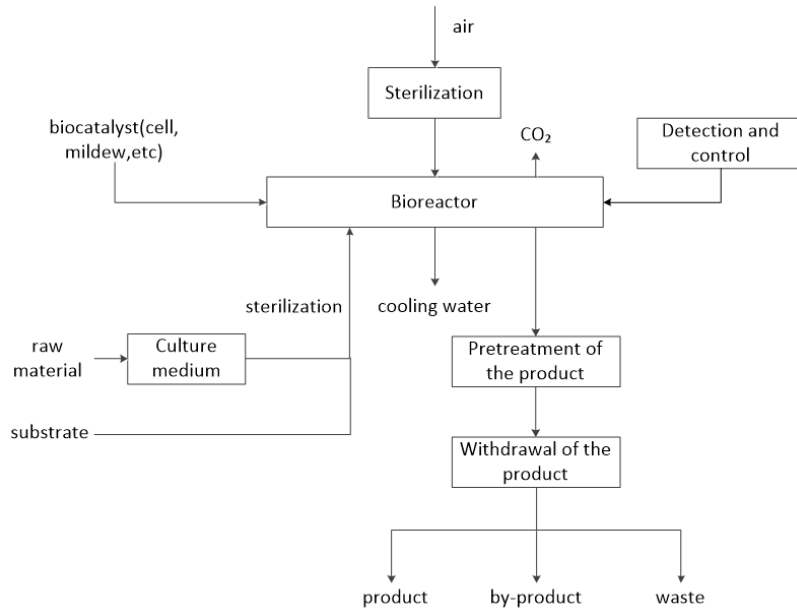 air
Sterilization
biocatalyst(cell,
mildew,etc)
CO₂
Detection and
control
Bioreactor
sterilization
cooling water
raw
material
Culture
medium
Pretreatment of
the product
substrate
Withdrawal of the
product
product
by-product
waste